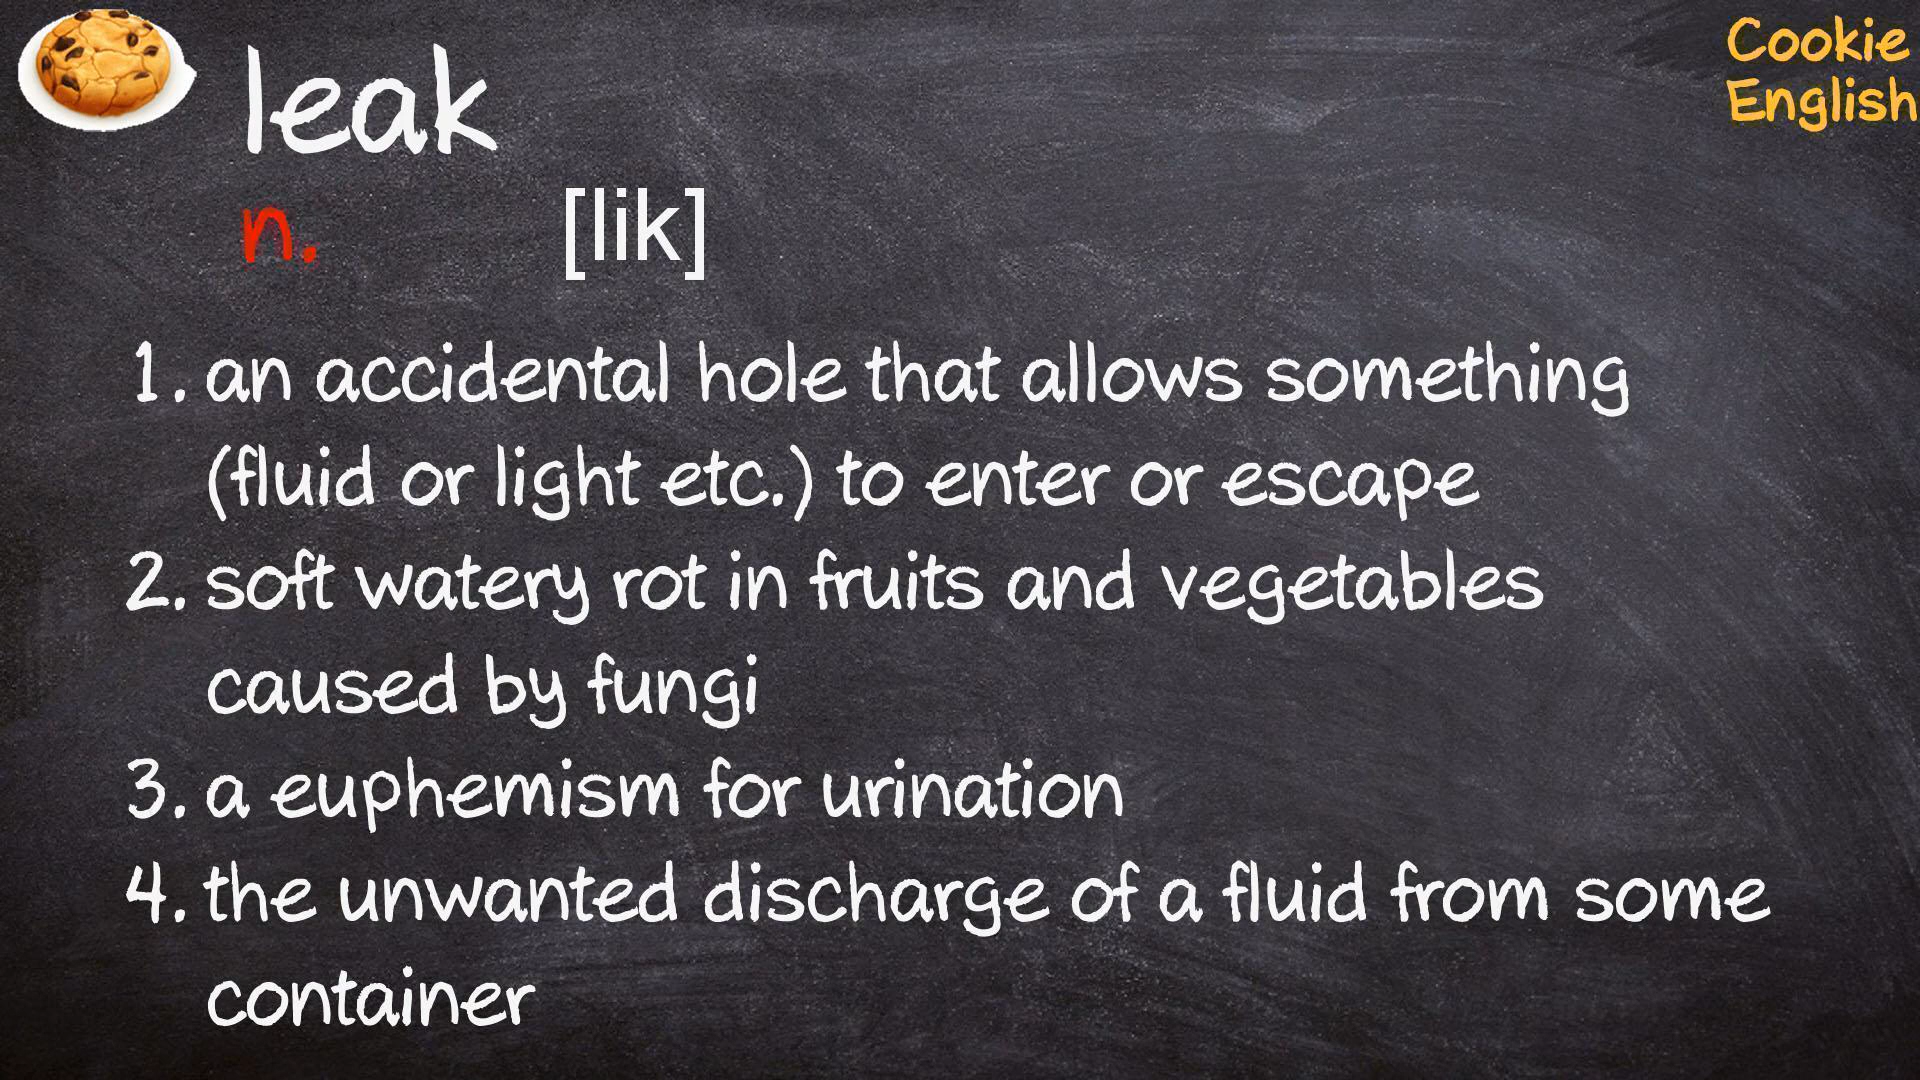 leak
Cookie
English
n. [lik]
1. an accidental hole that allows something
(fluid or light etc.) to enter or escape
2. soft watery rot in fruits and vegetables
caused by fungi
3. a euphemism for urination
4. the unwanted discharge of a fluid from some
container